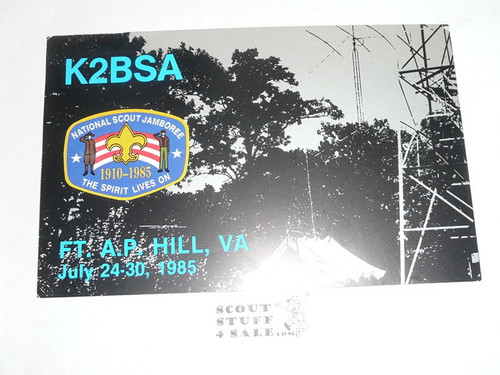 K2BSA
NATIONAL SCOUT JAMBOREE
1910-1985
THE SPIRIT LIVES ON
FT. A.P. HILL, VA
July 24-30, 1985
SCOUT
STUFF
4 SALE.COM